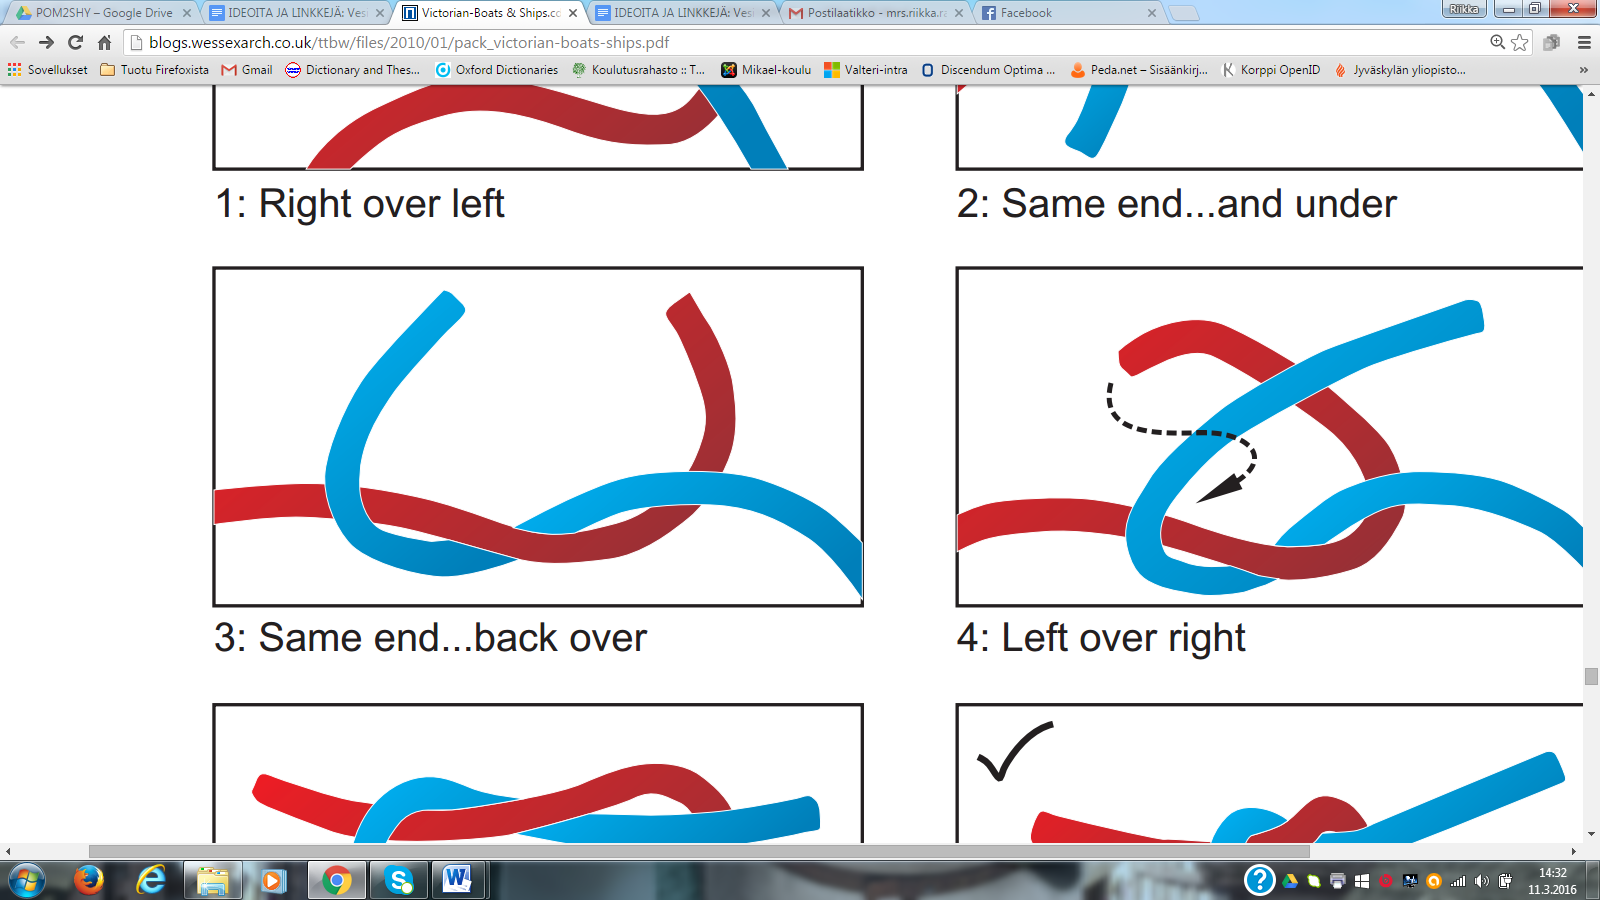 POM2SHY – Google Drive
IDEOITA JA LINKKEJÄ: Vesi
Victorian-Boats & Ships.co
IDEOITA JA LINKKEJÄ: Vesi
Postilaatikko - mrs.riikka.ra
Facebook
Riikka
blogs.wessexarch.co.uk/ttbw/files/2010/01/pack_victorian-boats-ships.pdf
Sovellukset
Tuotu Firefoxista
Gmail
Dictionary and Thes...
Oxford Dictionaries
Koulutusrahasto :: T...
Mikael-koulu
Valteri-intra
Discendum Optima ...
Peda.net – Sisäänkirj...
Korppi OpenID
Jyväskylän yliopisto...
»
1: Right over left
2: Same end...and under
3: Same end...back over
4: Left over right
14:32
11.3.2016